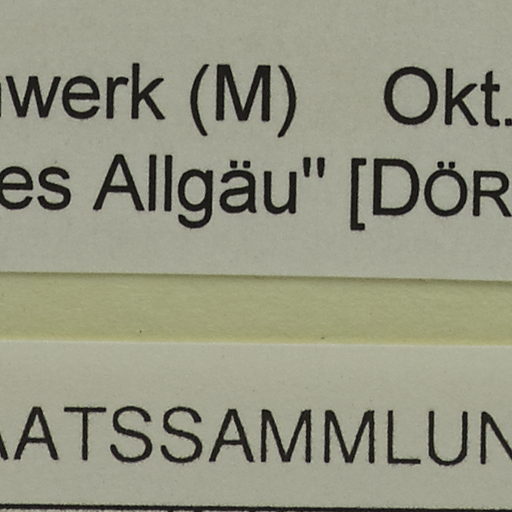 werk (M) Okt.
es Allgäu" [DÖR
AATSSAMMLUN